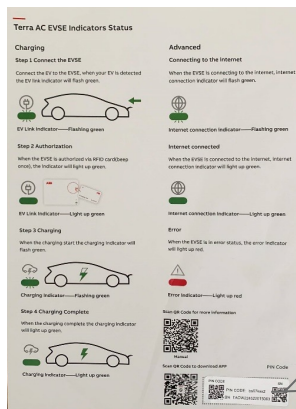 Terra AC EVSE Indicators Status
Charging
Step 1 Connect the EVSE
Connect the EV to the EVSE, when your EV is detected
the EV link indicator will flash green.
EV Link Indicator——Flashing green
Step 2 Authorization
When the EVSE is authorized via RFID card(beep
once), the indicator will light up green.
EV Link Indicator——Light up green
Step 3 Charging
When the charging start the charging indicator will
flash green.
Charging Indicator——Flashing green
Step 4 Charging Complete
When the charging complete the charging indicator
will light up green.
Charging Indicator——Light up green
Advanced
Connecting to the Internet
When the EVSE is connecting to the internet, internet
connection indicator will flash green.
Internet connection Indicator——Flashing green
Internet connected
When the EVSE is connected to the internet, internet
connection indicator will light up green.
Internet connection Indicator——Light up green
Error
When the EVSE is in error status, the error indicator
will light up red.
Error Indicator——Light up red
Scan QR Code for more information
Manual
Scan QR Code to download APP
PIN Code
PIN CODE
SN
PIN CODE:
SN